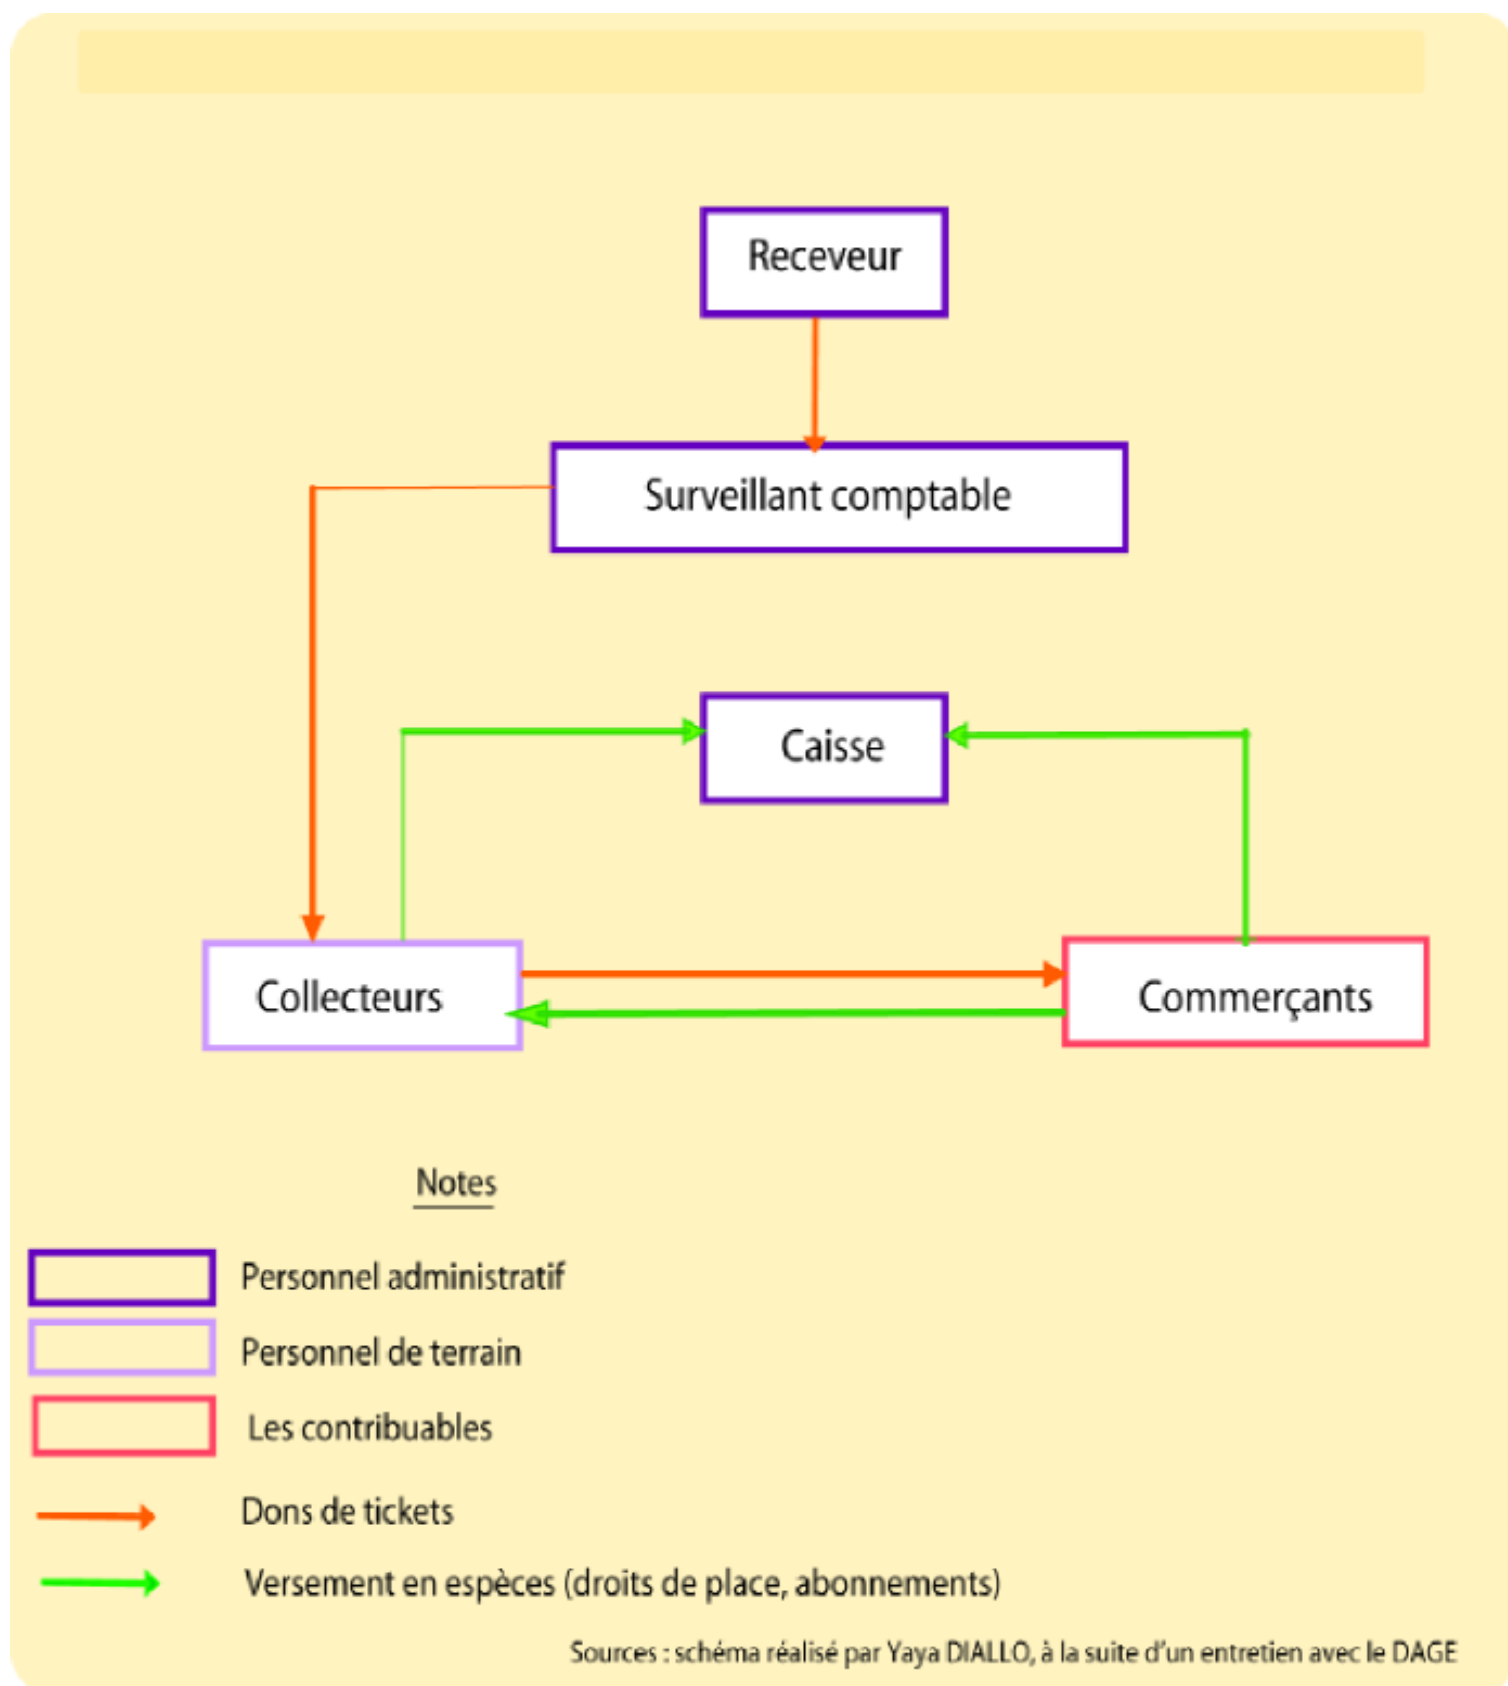 Receveur
Surveillant comptable
Caisse
Collecteurs
Commerçants
Notes
Personnel administratif
Personnel de terrain
Les contribuables
Dons de tickets
Versement en espèces (droits de place, abonnements)
Sources : schéma réalisé par Yaya DIALLO, à la suite d'un entretien avec le DAGE